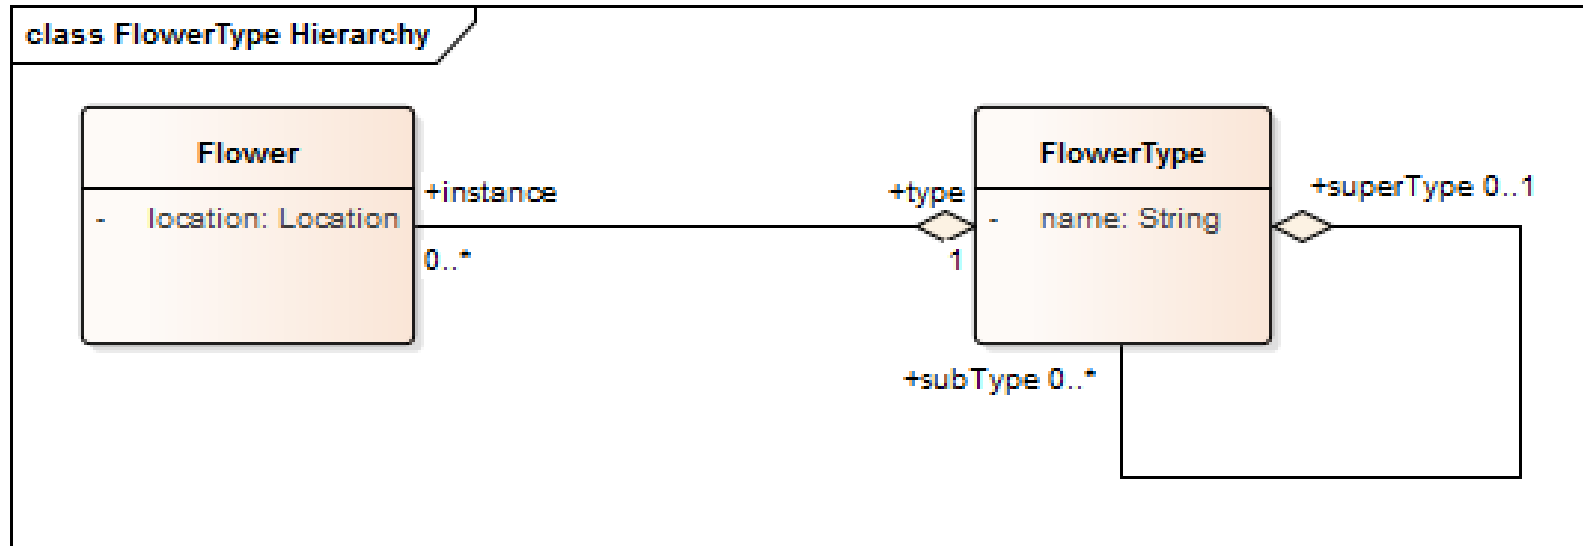 class FlowerType Hierarchy
Flower
- location: Location
+instance
0..*
+type
1
FlowerType
- name: String
+superType 0..1
+subType 0..*